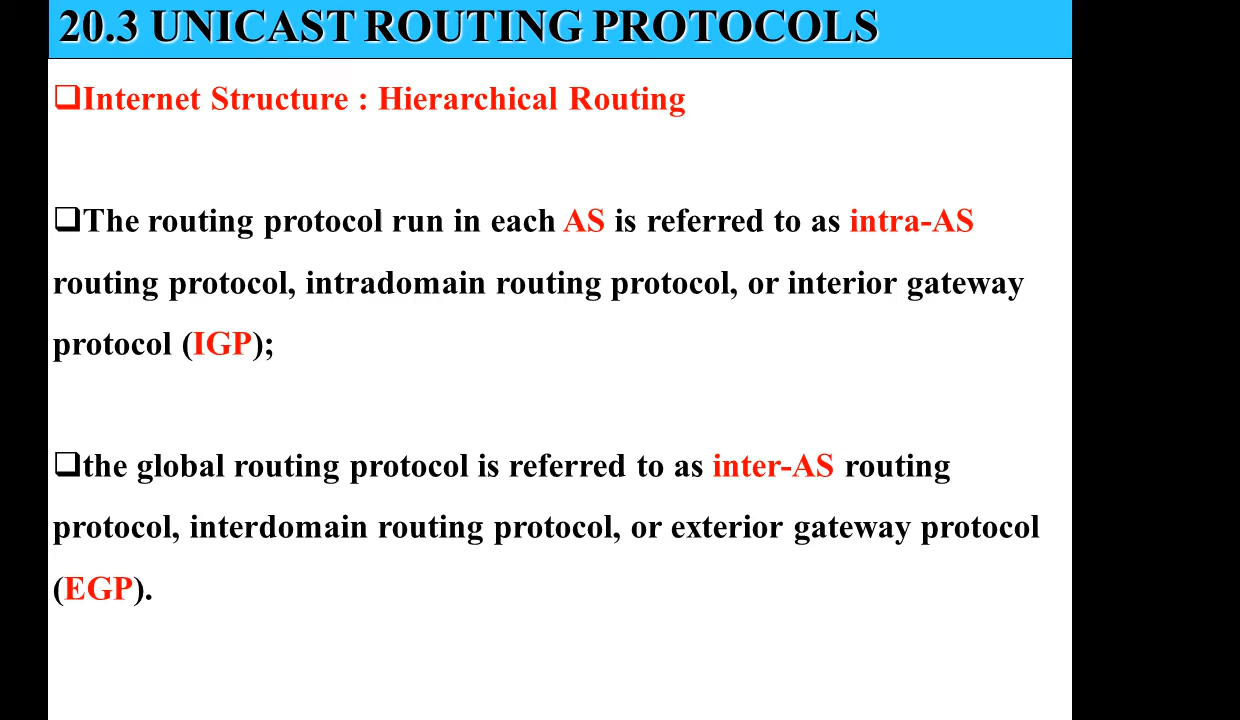 20.3 UNICAST ROUTING PROTOCOLS
❑Internet Structure : Hierarchical Routing
❑The routing protocol run in each AS is referred to as intra-AS
routing protocol, intradomain routing protocol, or interior gateway
protocol (IGP);
❑the global routing protocol is referred to as inter-AS routing
protocol, interdomain routing protocol, or exterior gateway protocol
(EGP).